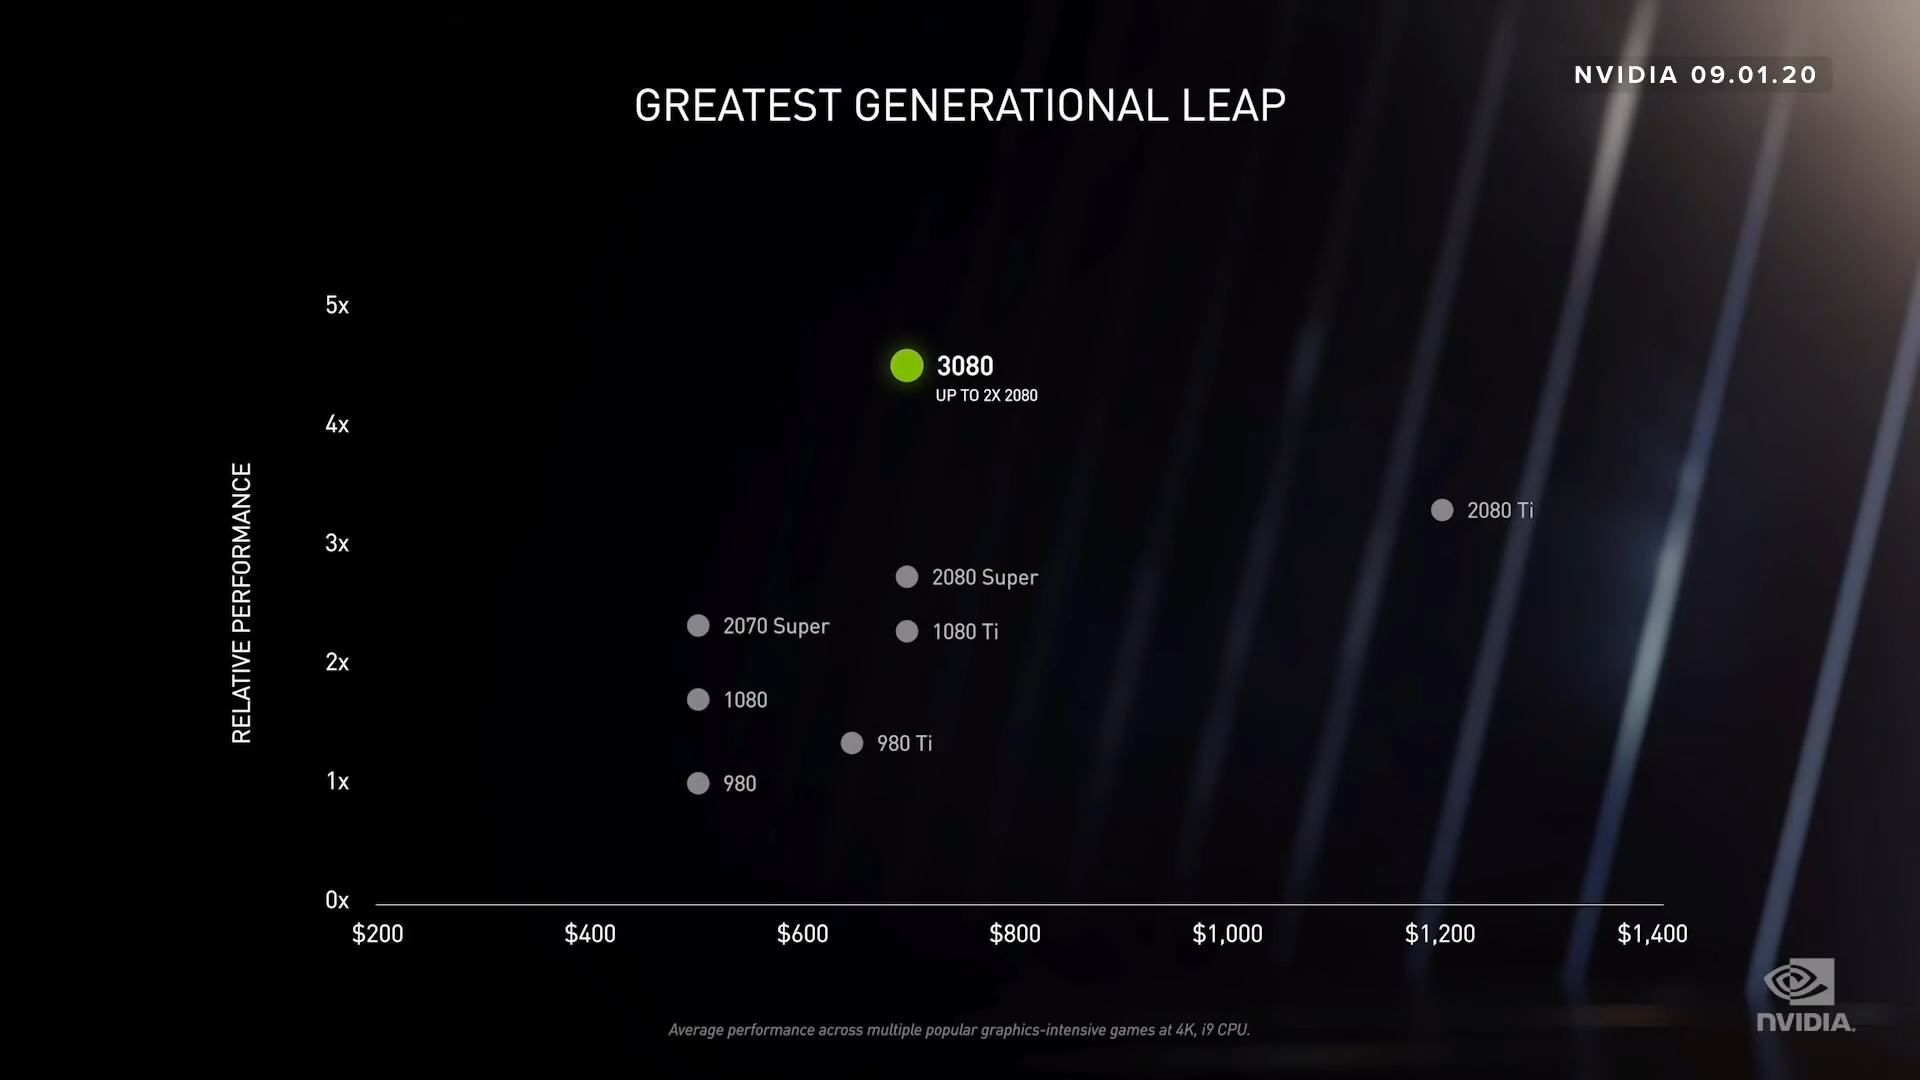 NVIDIA 09.01.20
GREATEST GENERATIONAL LEAP
5x
3080
UP TO 2X 2080
4x
RELATIVE PERFORMANCE
2080 Ti
3x
2080 Super
2070 Super
1080 Ti
2x
1080
980 Ti
1x
980
0x
$200 $400 $600 $800 $1,000 $1,200 $1,400
NVIDIA.
Average performance across multiple popular graphics-intensive games at 4K, i9 CPU.